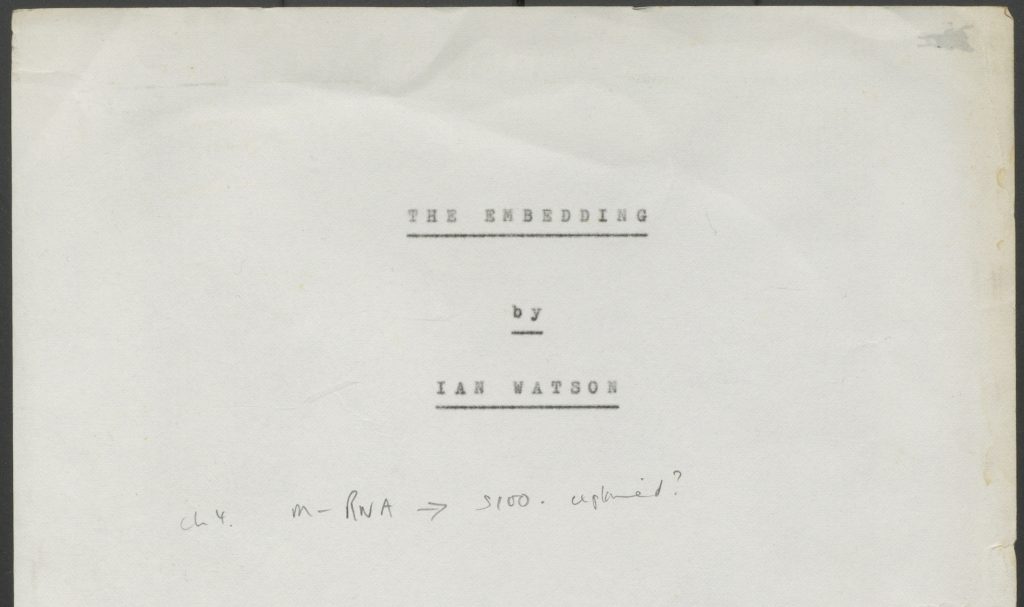 THE EMBEDDING
by
IAN WATSON
ch 4. m-RNA → S100. explained?